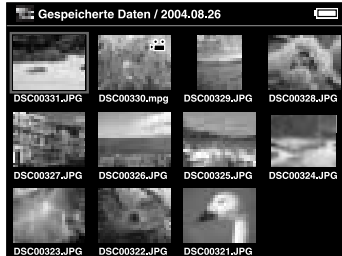 Gespeicherte Daten / 2004.08.26
DSC00331.JPG DSC00330.mpg DSC00329.JPG DSC00328.JPG
DSC00327.JPG DSC00326.JPG DSC00325.JPG DSC00324.JPG
DSC00323.JPG DSC00322.JPG DSC00321.JPG